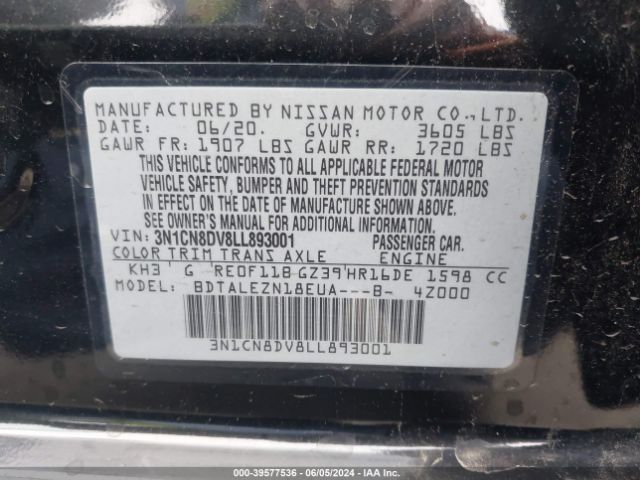 MANUFACTURED BY NISSAN MOTOR CO., LTD.
DATE: 06/20. GVWR: 3605 LBS
GAWR FR: 1907 LBS GAWR RR: 1720 LBS
THIS VEHICLE CONFORMS TO ALL APPLICABLE FEDERAL MOTOR
VEHICLE SAFETY, BUMPER AND THEFT PREVENTION STANDARDS
IN EFFECT ON THE DATE OF MANUFACTURE SHOWN ABOVE.
SEE OWNER'S MANUAL FOR ADDITIONAL INFORMATION.
VIN: 3N1CN8DV8LL893001 PASSENGER CAR.
COLOR TRIM TRANS AXLE ENGINE
KH3 G RE0F11B GZ39 HR16DE 1598 CC
MODEL: BDTALEZN18EUA---B- 4Z000
3N1CN8DV8LL893001
000-39577536 - 06/05/2024 - IAA Inc.